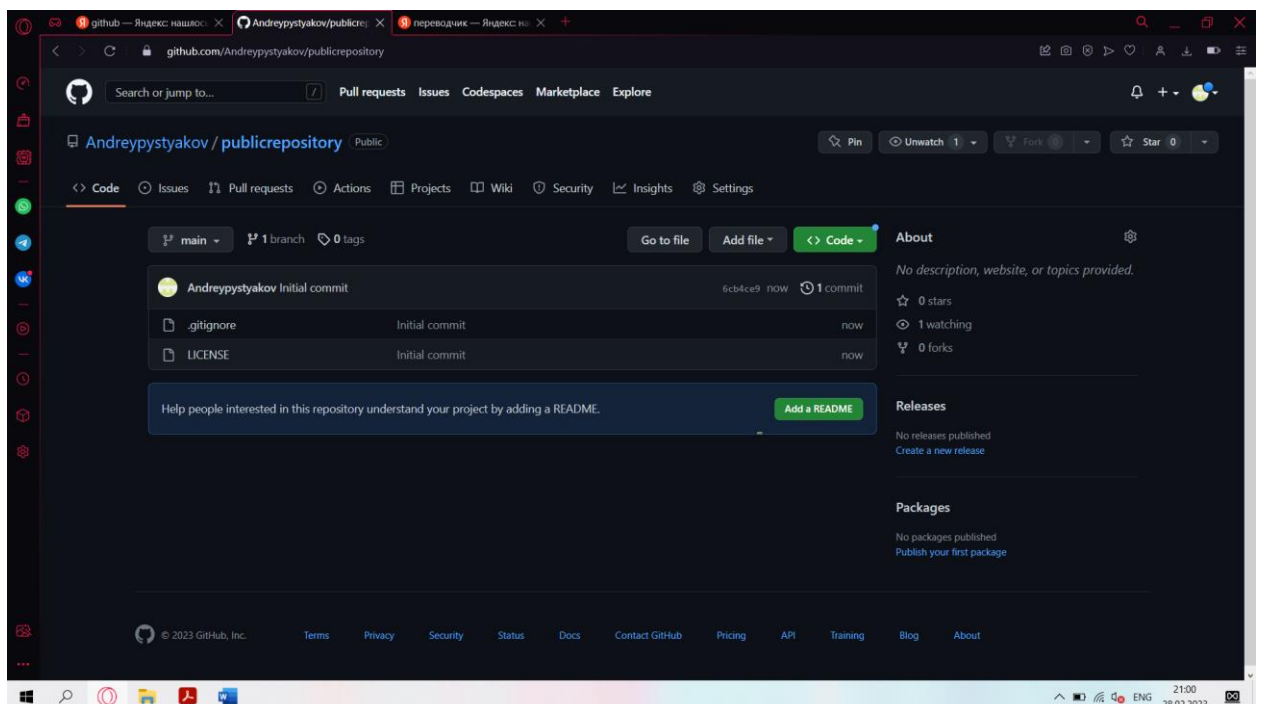 github — Яндекс: нашлось Andreypystyakov/publicrep переводчик — Яндекс: на
github.com/Andreypystyakov/publicrepository
Search or jump to... / Pull requests Issues Codespaces Marketplace Explore
Andreypystyakov / publicrepository Public Pin Unwatch 1 Fork 0 Star 0
<> Code Issues Pull requests Actions Projects Wiki Security Insights Settings
main 1 branch 0 tags Go to file Add file <> Code About
No description, website, or topics provided.
Andreypystyakov Initial commit 6cb4ce9 now 1 commit
0 stars
.gitignore Initial commit now
1 watching
LICENSE Initial commit now
0 forks
Help people interested in this repository understand your project by adding a README. Add a README
Releases
No releases published
Create a new release
Packages
No packages published
Publish your first package
© 2023 GitHub, Inc. Terms Privacy Security Status Docs Contact GitHub Pricing API Training Blog About
ENG 21:00
28.02.2023